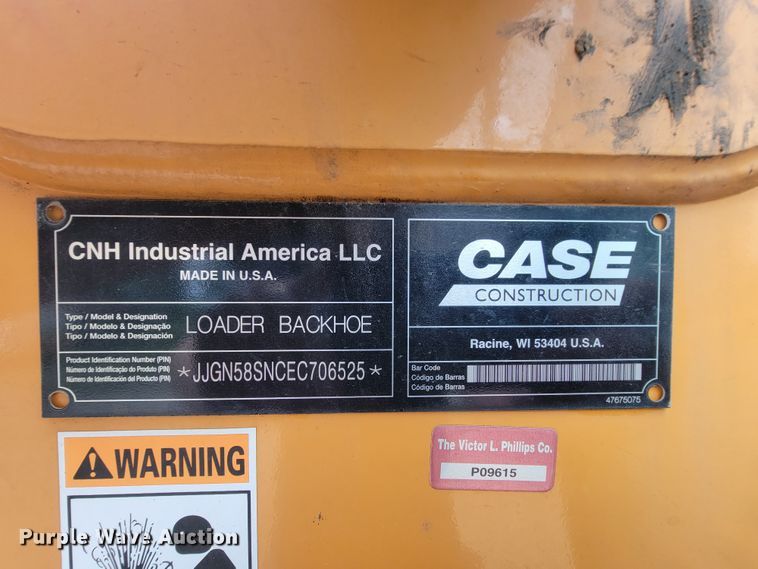 CNH Industrial America LLC
MADE IN U.S.A.
Type / Model & Designation
Tipo / Modelo & Designação
Tipo / Modelo & Designación
LOADER BACKHOE
Product Identification Number (PIN)
Número de Identificação do Produto (PIN)
Número de Identificación del Producto (PIN)
*JJGN58SNCEC706525*
CASE
CONSTRUCTION
Racine, WI 53404 U.S.A.
Bar Code
Código de Barras
Código de Barras
47675075
WARNING
The Victor L. Phillips Co.
P09615
Purple Wave Auction